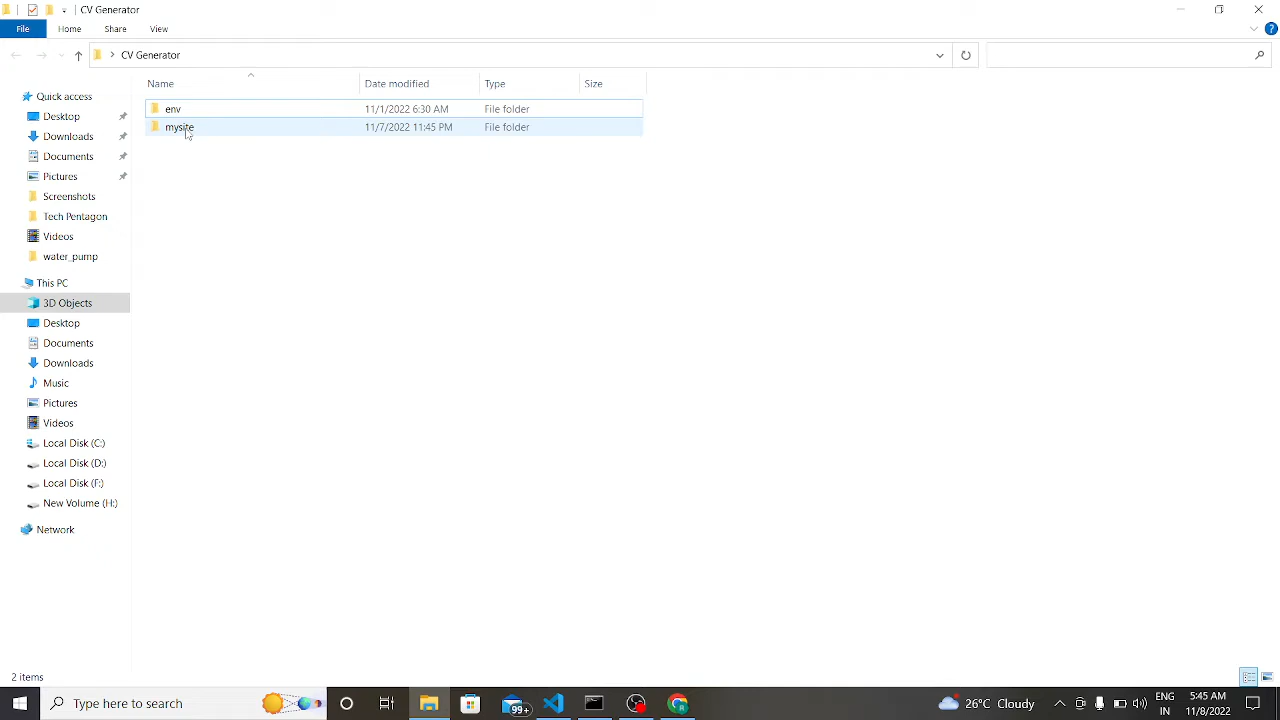 CV Generator
File Home Share View
CV Generator
Name Date modified Type Size
env 11/1/2022 6:30 AM File folder
mysite 11/7/2022 11:45 PM File folder
Quick access
Desktop
Downloads
Documents
Pictures
Screenshots
Tech Pentagon
Videos
water_pump
This PC
3D Objects
Desktop
Documents
Downloads
Music
Pictures
Videos
Local Disk (C:)
Local Disk (D:)
Local Disk (F:)
New Volume (H:)
Network
2 items
Type here to search
99+
26°C Cloudy
ENG
IN
5:45 AM
11/8/2022